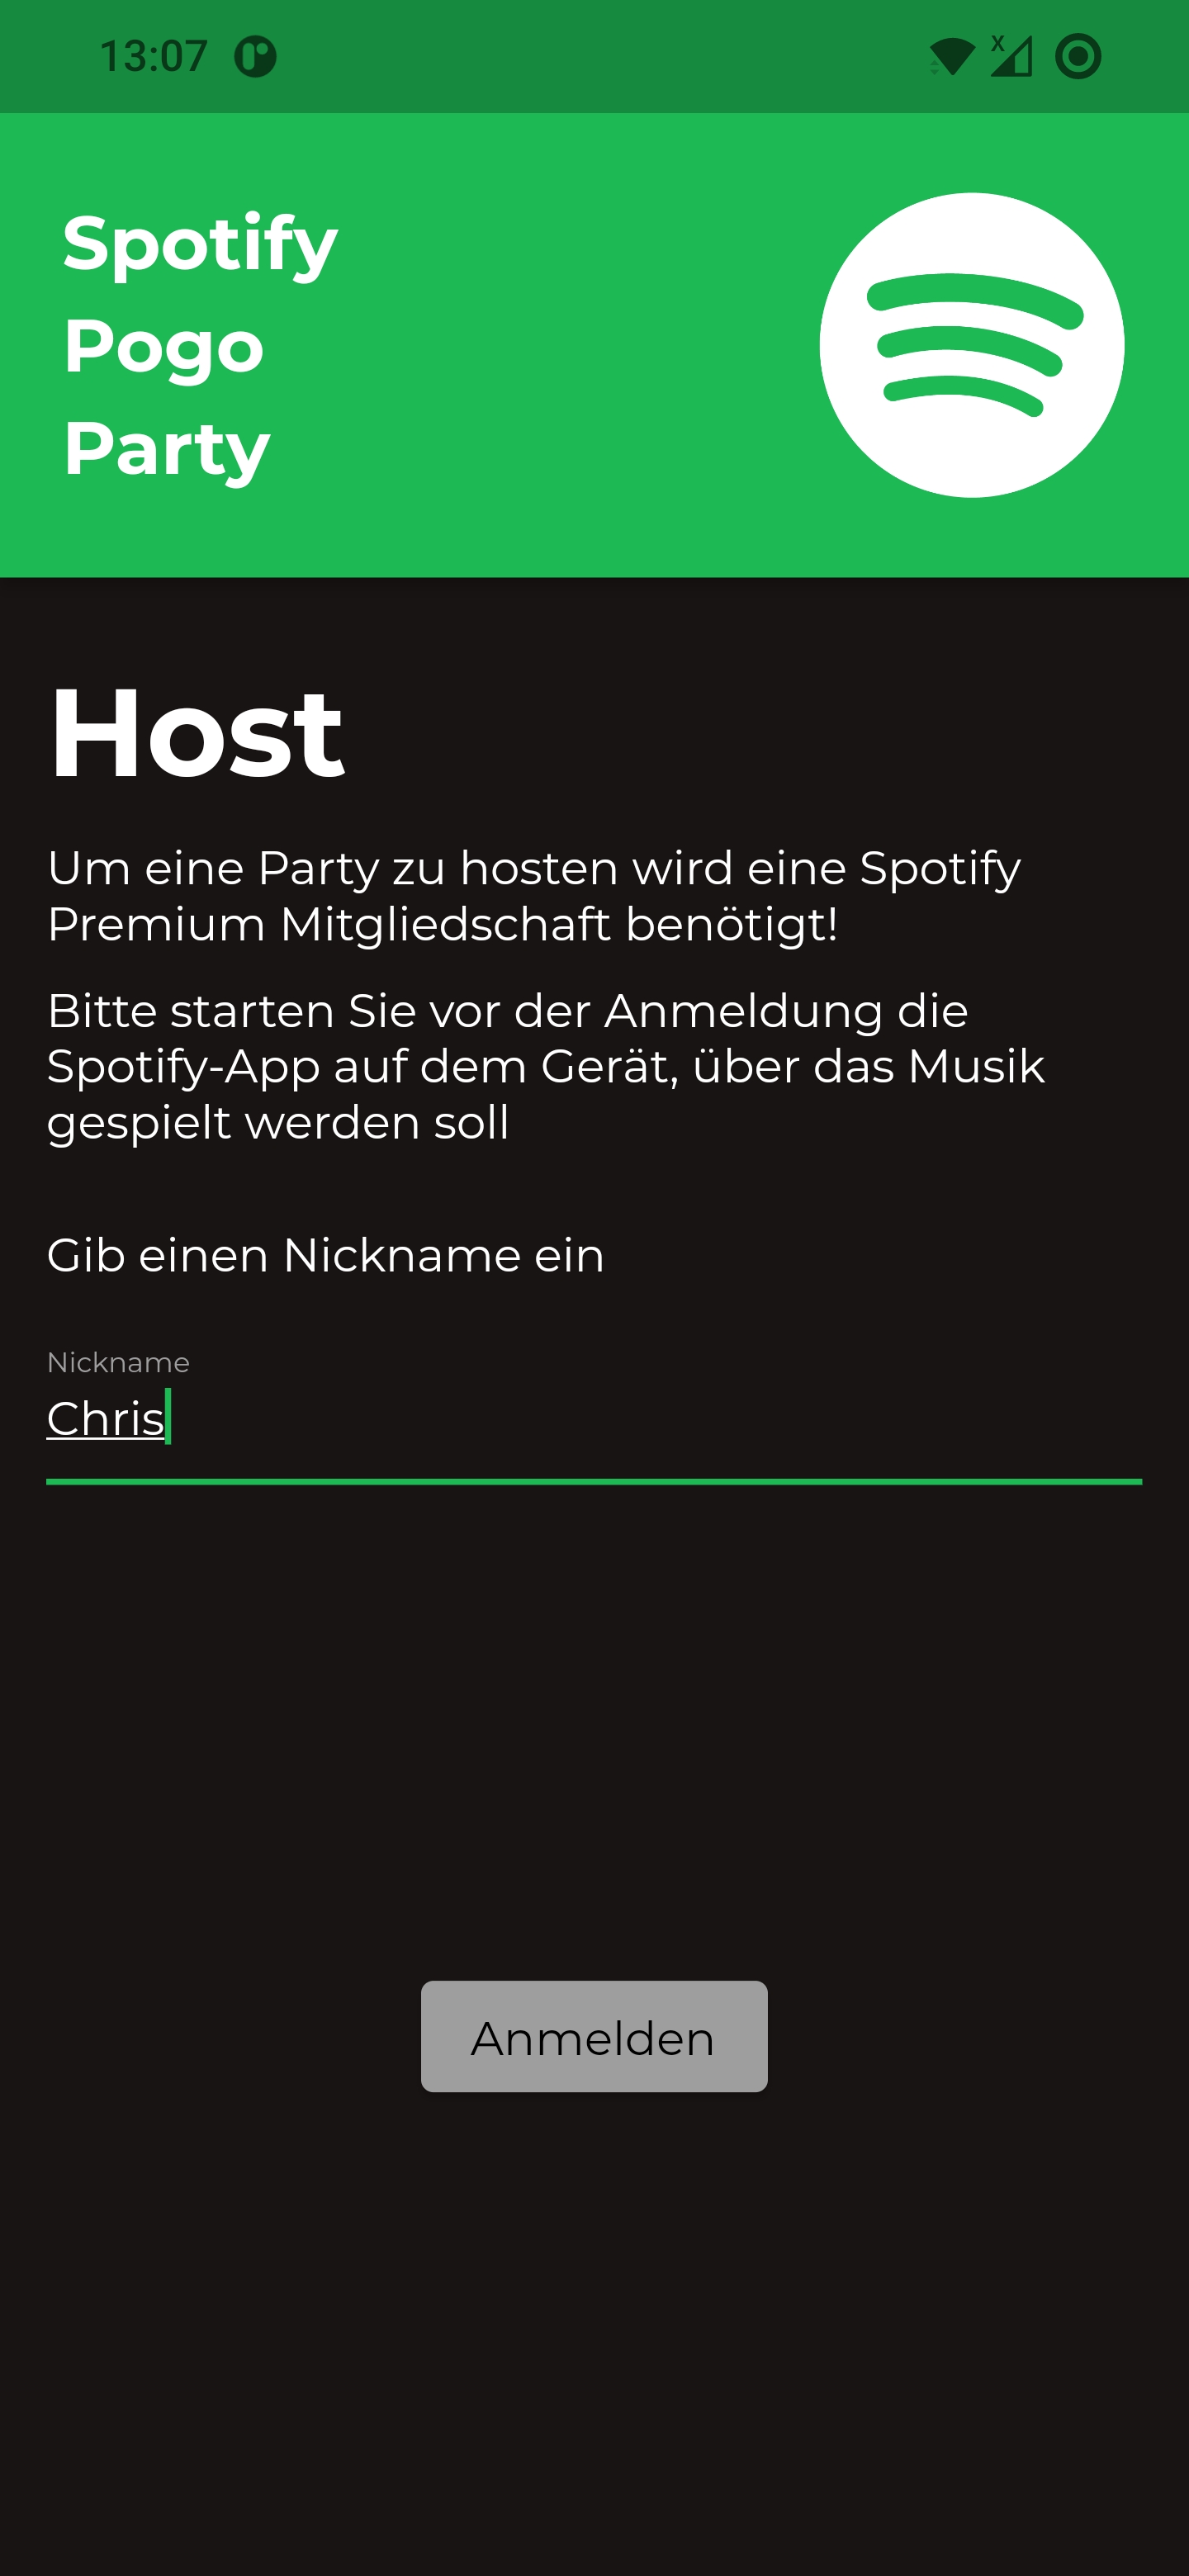 13:07
Spotify
Pogo
Party
Host
Um eine Party zu hosten wird eine Spotify
Premium Mitgliedschaft benötigt!
Bitte starten Sie vor der Anmeldung die
Spotify-App auf dem Gerät, über das Musik
gespielt werden soll
Gib einen Nickname ein
Nickname
Chris
Anmelden